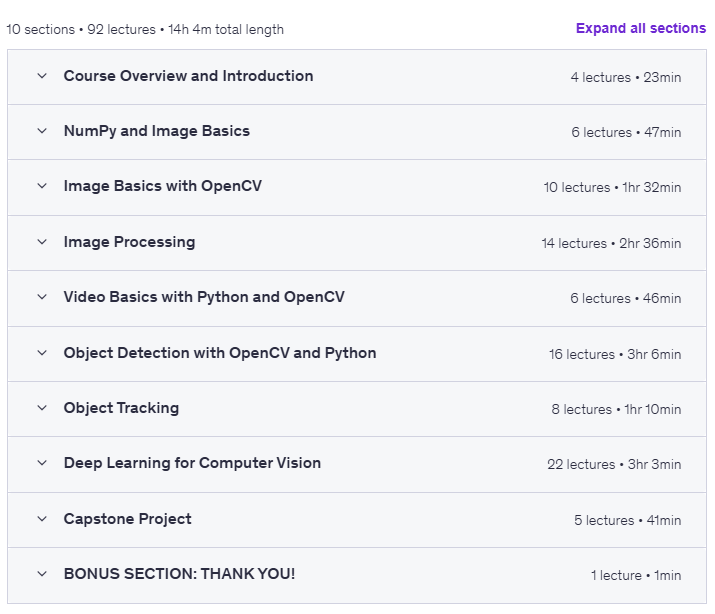 10 sections • 92 lectures • 14h 4m total length Expand all sections
Course Overview and Introduction 4 lectures • 23min
NumPy and Image Basics 6 lectures • 47min
Image Basics with OpenCV 10 lectures • 1hr 32min
Image Processing 14 lectures • 2hr 36min
Video Basics with Python and OpenCV 6 lectures • 46min
Object Detection with OpenCV and Python 16 lectures • 3hr 6min
Object Tracking 8 lectures • 1hr 10min
Deep Learning for Computer Vision 22 lectures • 3hr 3min
Capstone Project 5 lectures • 41min
BONUS SECTION: THANK YOU! 1 lecture • 1min